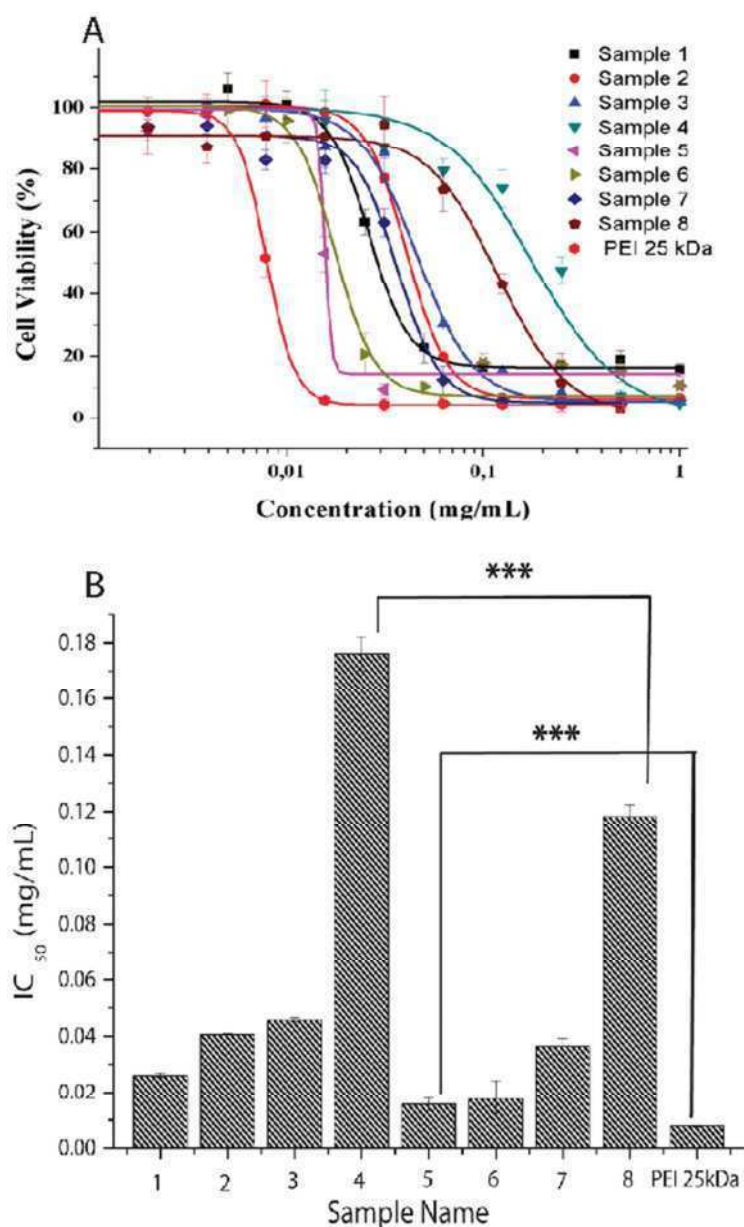 A
Sample 1
Sample 2
Sample 3
Sample 4
Sample 5
Sample 6
Sample 7
Sample 8
PEI 25 kDa
100
80
60
40
20
0
Cell Viability (%)
0,01 0,1 1
Concentration (mg/mL)
B
***
***
0.18
0.16
0.14
0.12
0.10
0.08
0.06
0.04
0.02
0.00
IC 50 (mg/mL)
1 2 3 4 5 6 7 8 PEI 25kDa
Sample Name